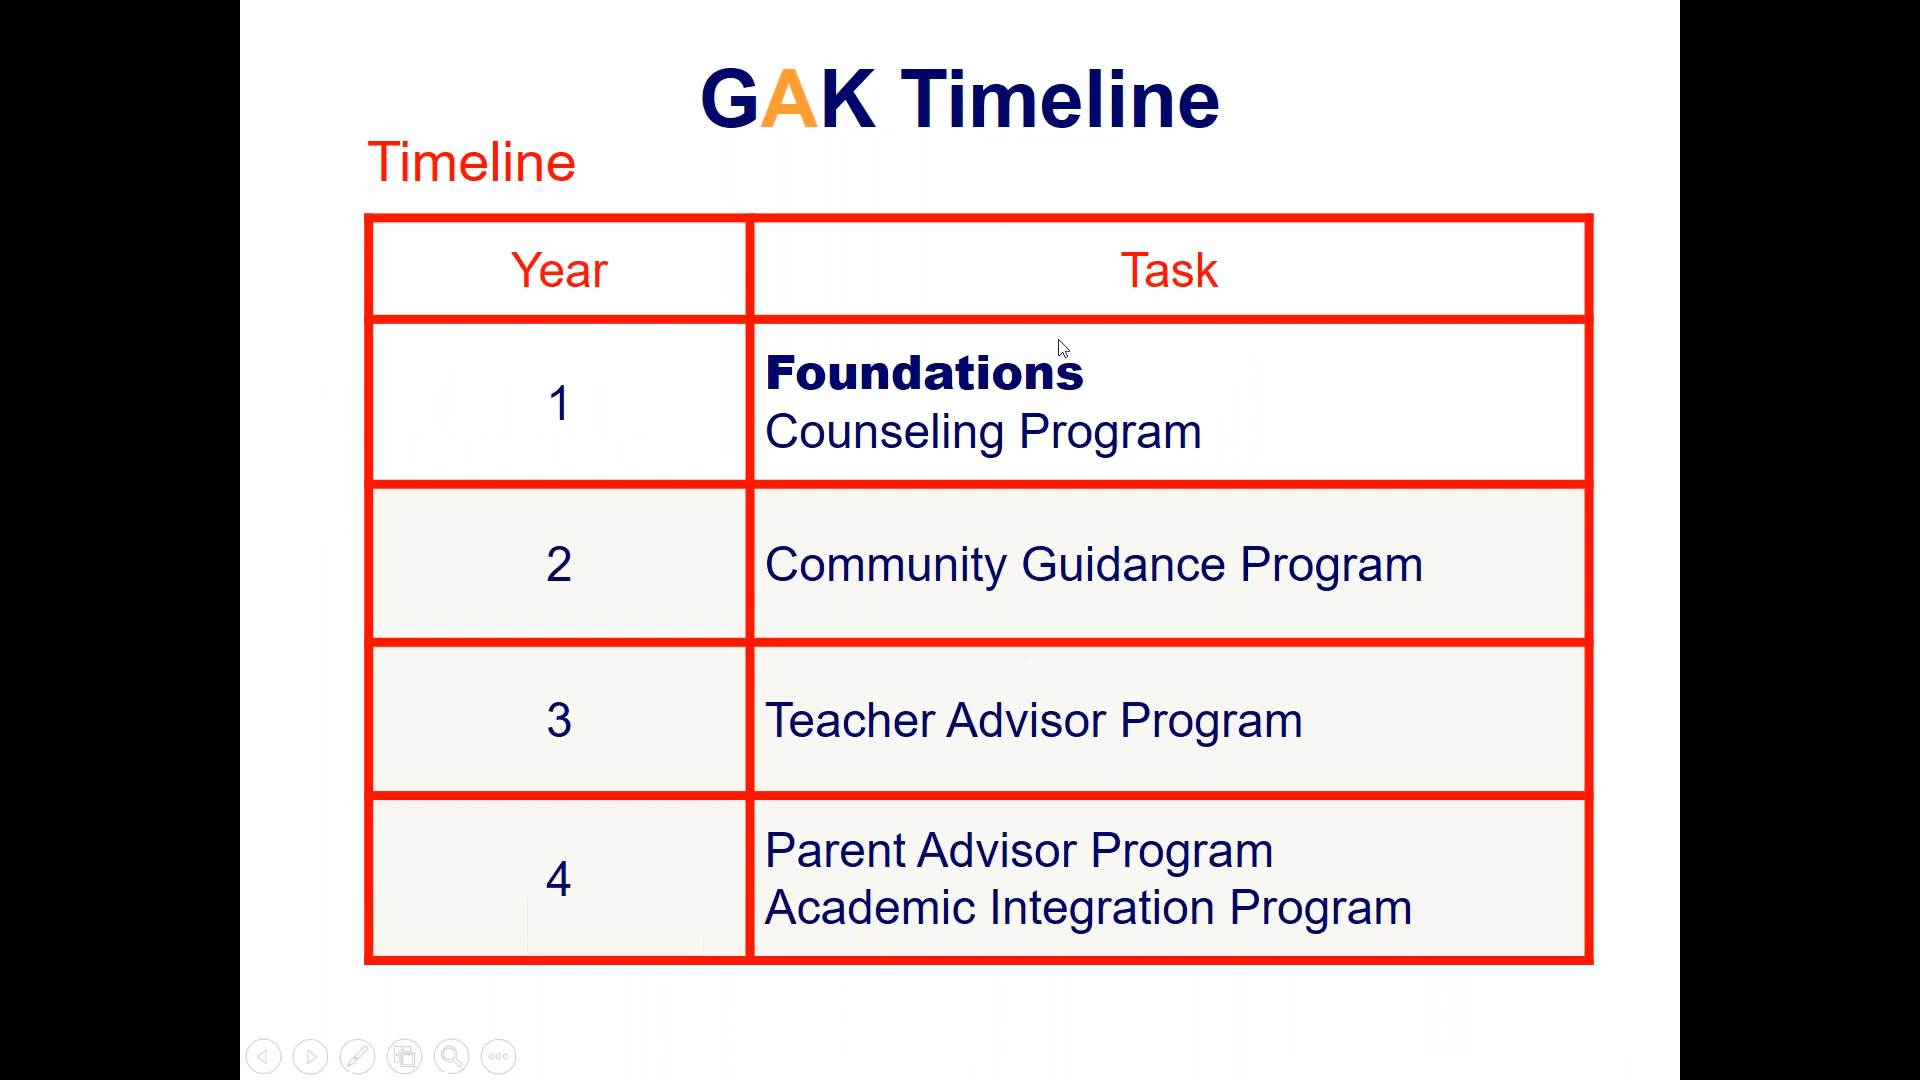 GAK Timeline
Timeline
Year Task
1 Foundations
Counseling Program
2 Community Guidance Program
3 Teacher Advisor Program
4 Parent Advisor Program
Academic Integration Program